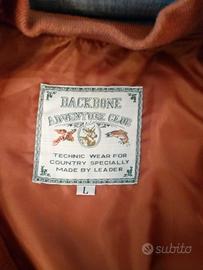 BACKBONE
ADVENTURE CLUB
TECHNIC WEAR FOR
COUNTRY SPECIALLY
MADE BY LEADER
L
subito